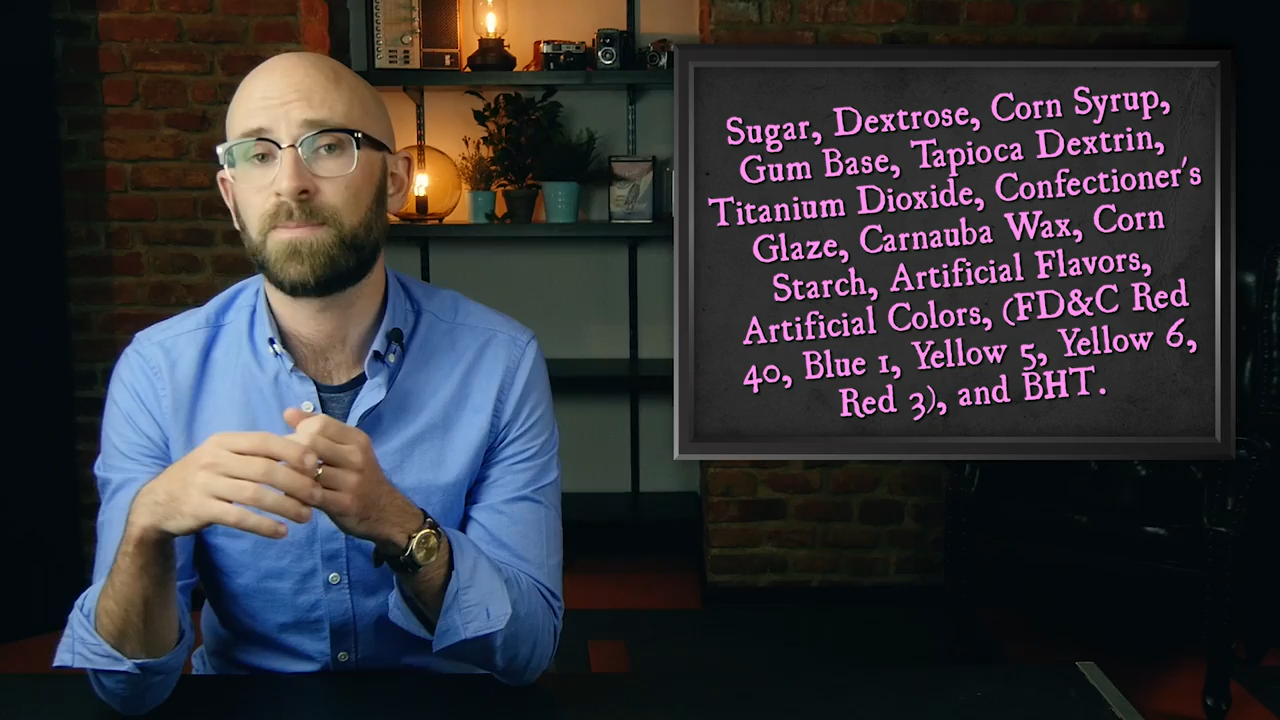 Sugar, Dextrose, Corn Syrup,
Gum Base, Tapioca Dextrin,
Titanium Dioxide, Confectioner's
Glaze, Carnauba Wax, Corn
Starch, Artificial Flavors,
Artificial Colors, (FD&C Red
40, Blue 1, Yellow 5, Yellow 6,
Red 3), and BHT.